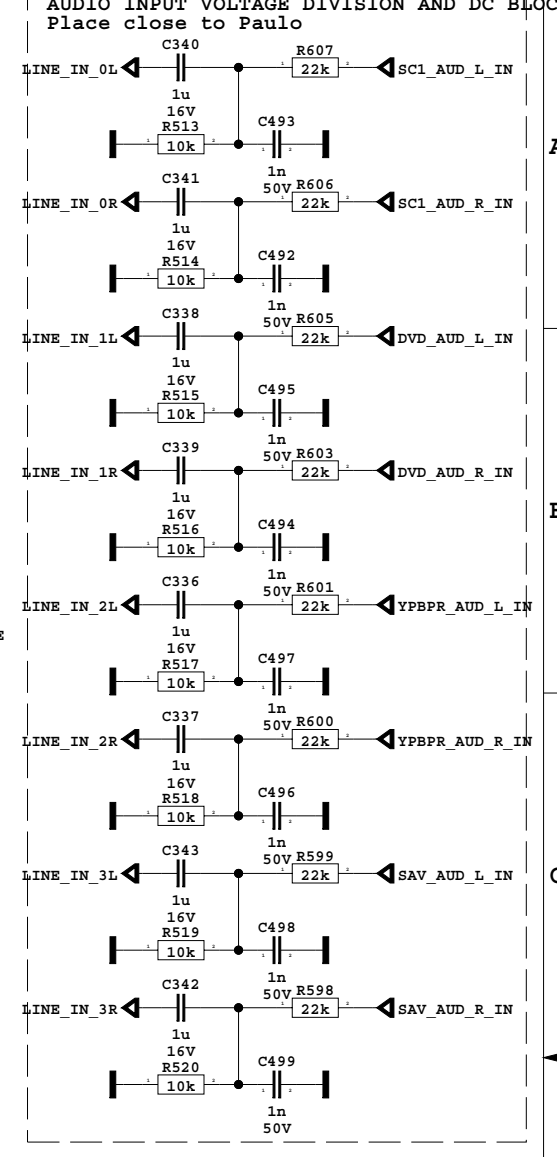 AUDIO INPUT VOLTAGE DIVISION AND DC BLOC
Place close to Paulo
C340 R607
LINE_IN_0L 22k SC1_AUD_L_IN
1u
16V
R513 C493
10k
1n
C341 50V R606
LINE_IN_0R 22k SC1_AUD_R_IN
1u
16V
R514 C492
10k
1n
C338 50V R605
LINE_IN_1L 22k DVD_AUD_L_IN
1u
16V
R515 C495
10k
1n
C339 50V R603
LINE_IN_1R 22k DVD_AUD_R_IN
1u
16V
R516 C494
10k
1n
C336 50V R601
LINE_IN_2L 22k YPBPR_AUD_L_IN
1u
16V
R517 C497
10k
1n
C337 50V R600
LINE_IN_2R 22k YPBPR_AUD_R_IN
1u
16V
R518 C496
10k
1n
C343 50V R599
LINE_IN_3L 22k SAV_AUD_L_IN
1u
16V
R519 C498
10k
1n
C342 50V R598
LINE_IN_3R 22k SAV_AUD_R_IN
1u
16V
R520 C499
10k
1n
50V